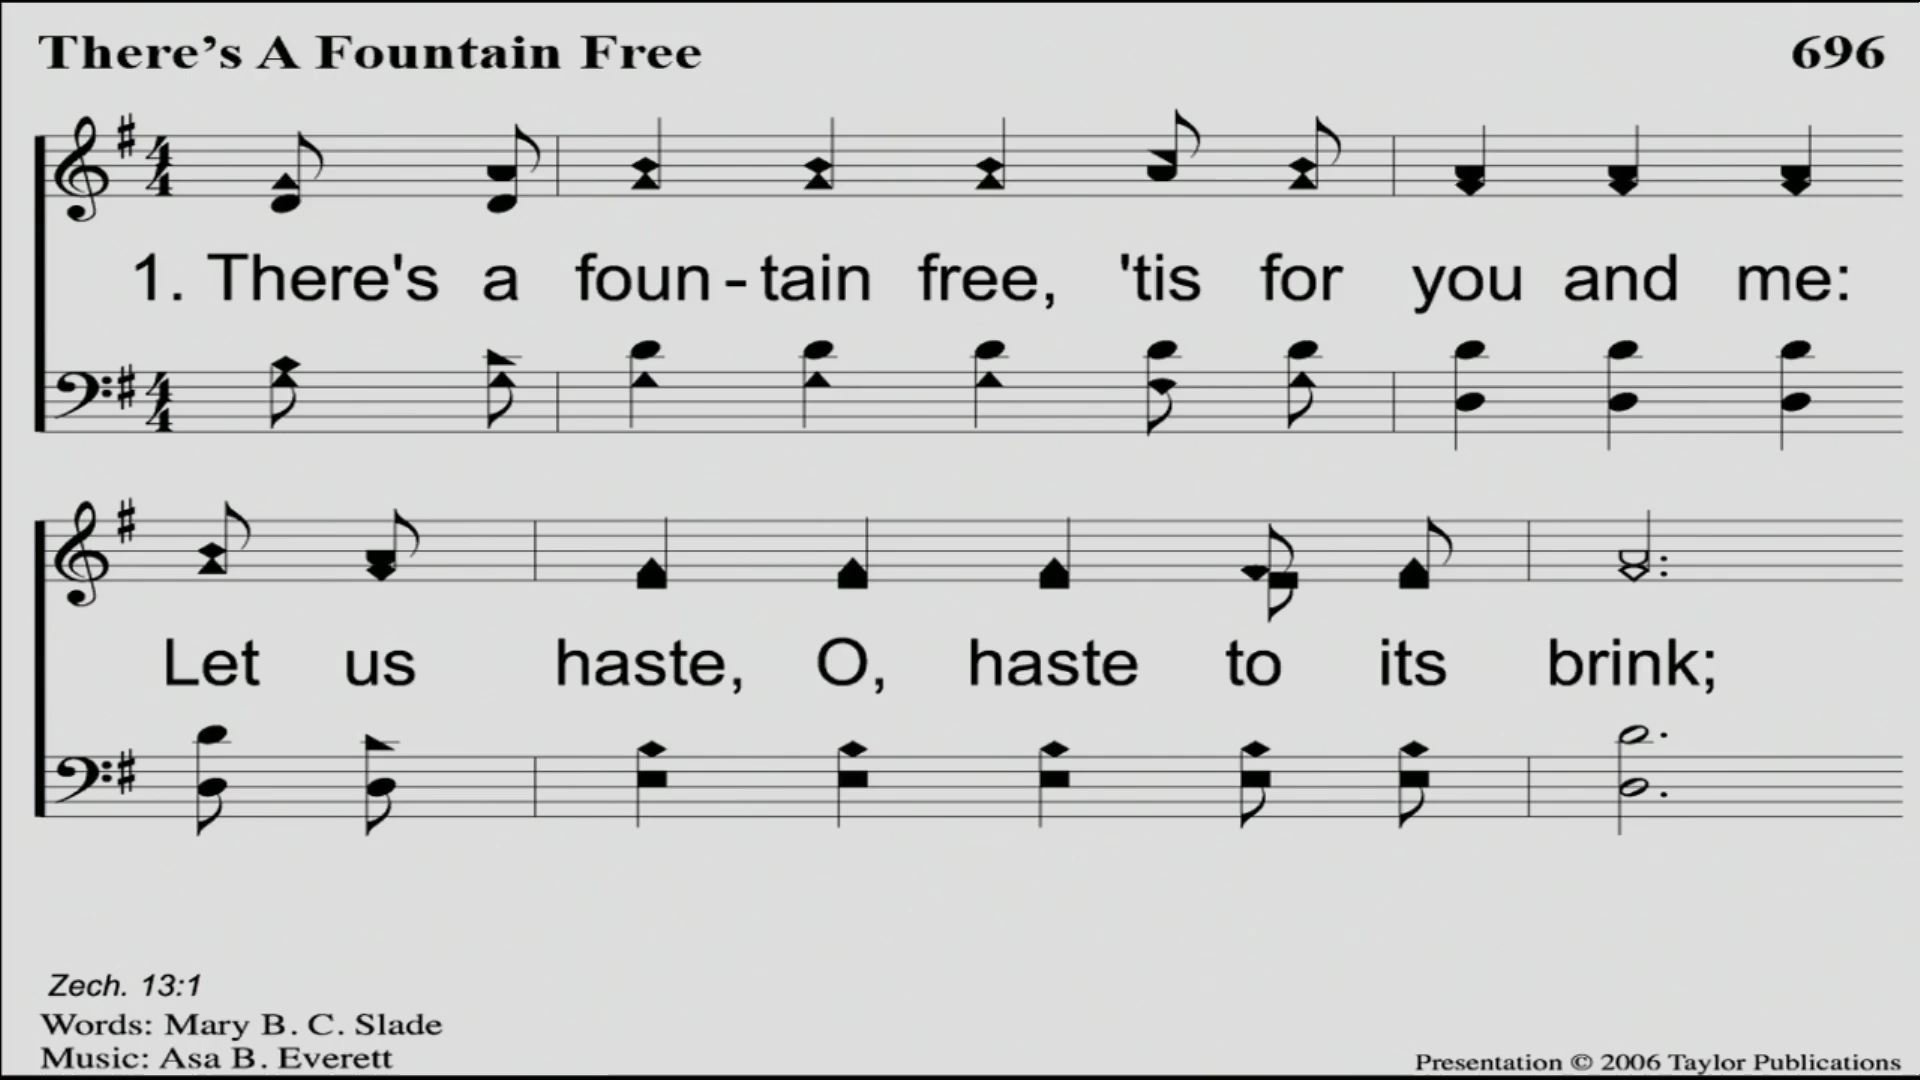 There's A Fountain Free 696
1. There's a foun - tain free, 'tis for you and me:
Let us haste, O, haste to its brink;
Zech. 13:1
Words: Mary B. C. Slade
Music: Asa B. Everett
Presentation © 2006 Taylor Publications